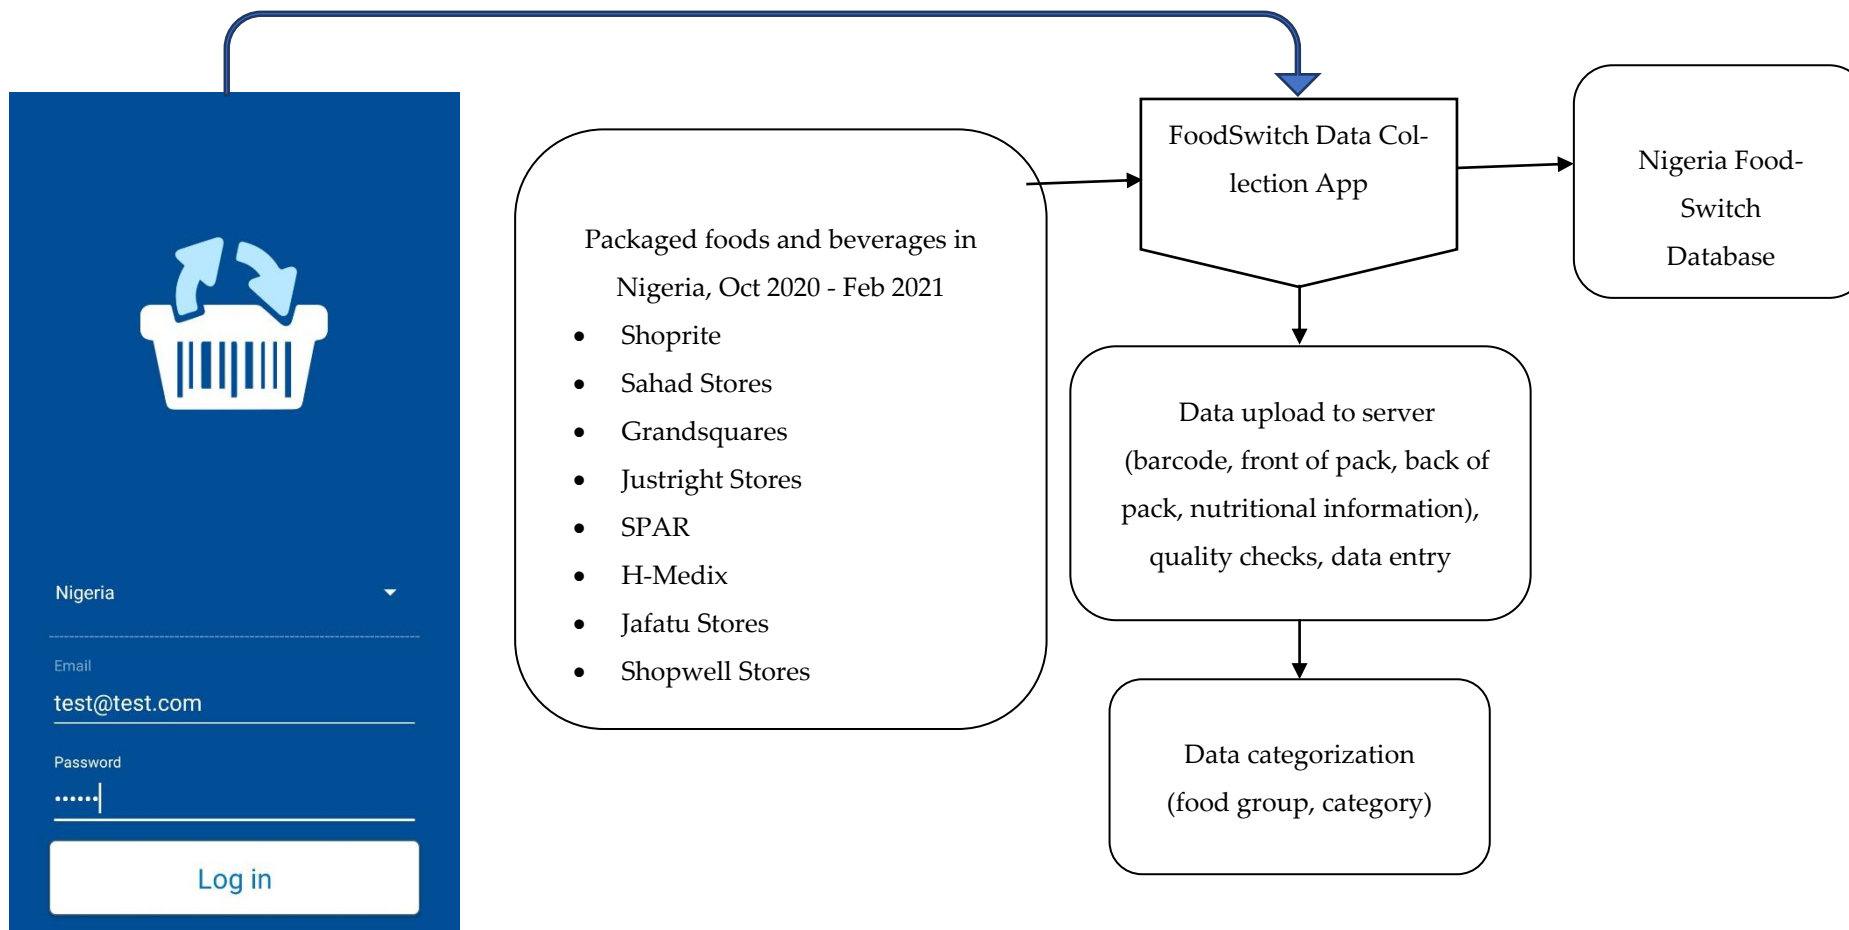 Nigeria
Email
test@test.com
Password
••••••
Log in
Packaged foods and beverages in
Nigeria, Oct 2020 - Feb 2021
• Shoprite
• Sahad Stores
• Grandsquares
• Justright Stores
• SPAR
• H-Medix
• Jafatu Stores
• Shopwell Stores
FoodSwitch Data Col-
lection App
Data upload to server
(barcode, front of pack, back of
pack, nutritional information),
quality checks, data entry
Data categorization
(food group, category)
Nigeria Food-
Switch
Database